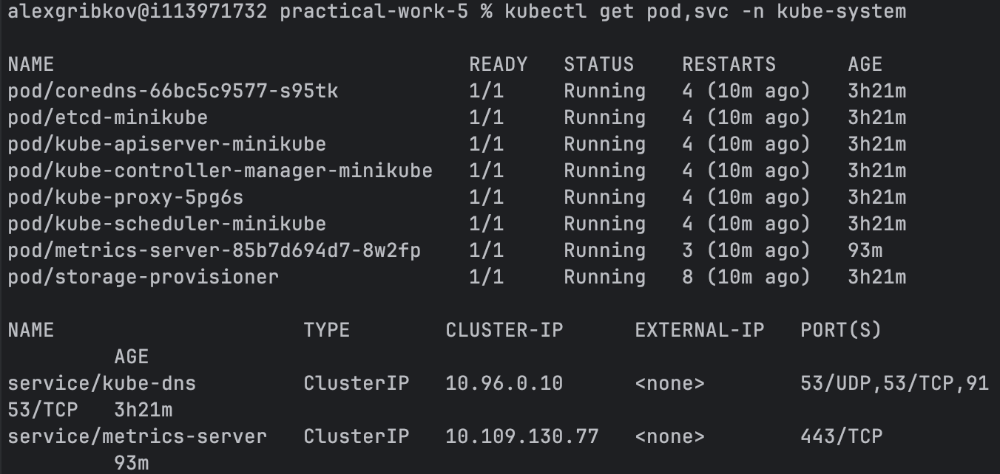 alexgribkov@i113971732 practical-work-5 % kubectl get pod,svc -n kube-system
NAME READY STATUS RESTARTS AGE
pod/coredns-66bc5c9577-s95tk 1/1 Running 4 (10m ago) 3h21m
pod/etcd-minikube 1/1 Running 4 (10m ago) 3h21m
pod/kube-apiserver-minikube 1/1 Running 4 (10m ago) 3h21m
pod/kube-controller-manager-minikube 1/1 Running 4 (10m ago) 3h21m
pod/kube-proxy-5pg6s 1/1 Running 4 (10m ago) 3h21m
pod/kube-scheduler-minikube 1/1 Running 4 (10m ago) 3h21m
pod/metrics-server-85b7d694d7-8w2fp 1/1 Running 3 (10m ago) 93m
pod/storage-provisioner 1/1 Running 8 (10m ago) 3h21m
NAME TYPE CLUSTER-IP EXTERNAL-IP PORT(S)
AGE
service/kube-dns ClusterIP 10.96.0.10 <none> 53/UDP,53/TCP,91
53/TCP 3h21m
service/metrics-server ClusterIP 10.109.130.77 <none> 443/TCP
93m